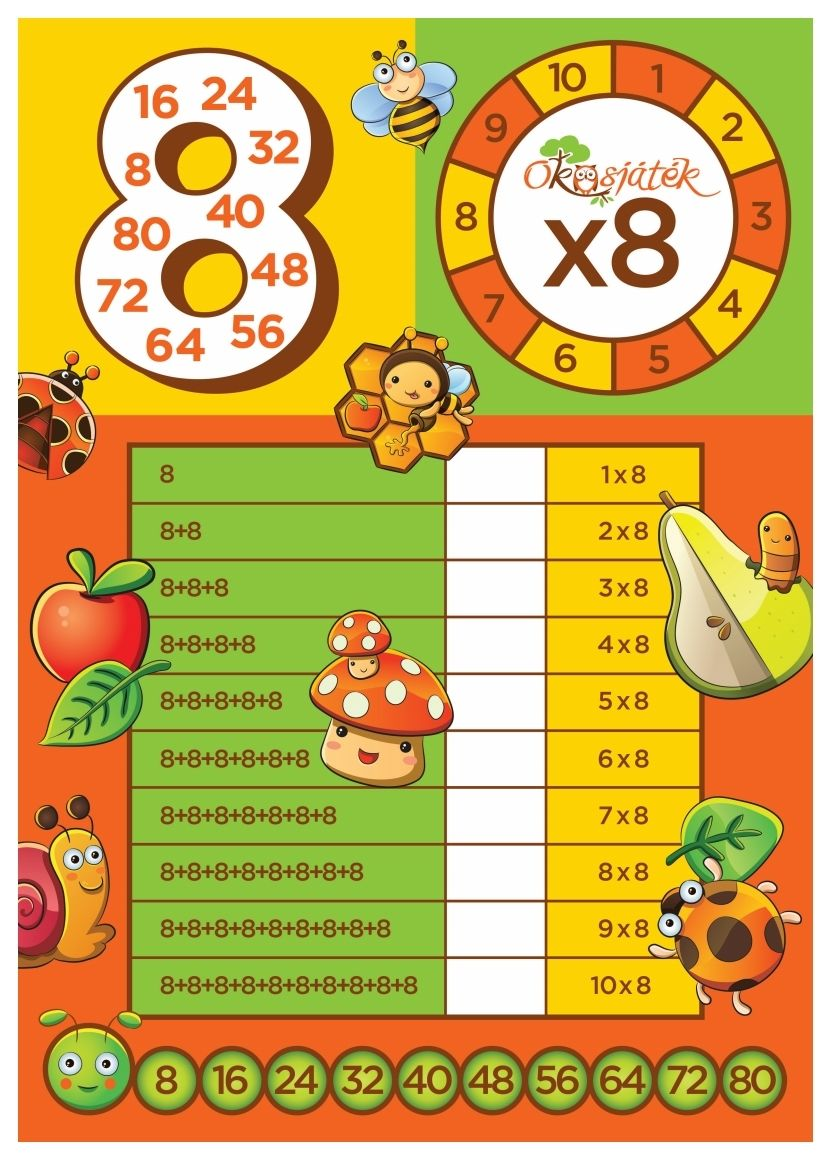 16 24
8 32
40
80
48
72
64 56
10 1
9 2
8 3
7 4
6 5
Okosjáték
x8
8 1x8
8+8 2x8
8+8+8 3x8
8+8+8+8 4x8
8+8+8+8+8 5x8
8+8+8+8+8+8 6x8
8+8+8+8+8+8+8 7x8
8+8+8+8+8+8+8+8 8x8
8+8+8+8+8+8+8+8+8 9x8
8+8+8+8+8+8+8+8+8+8 10x8
8 16 24 32 40 48 56 64 72 80